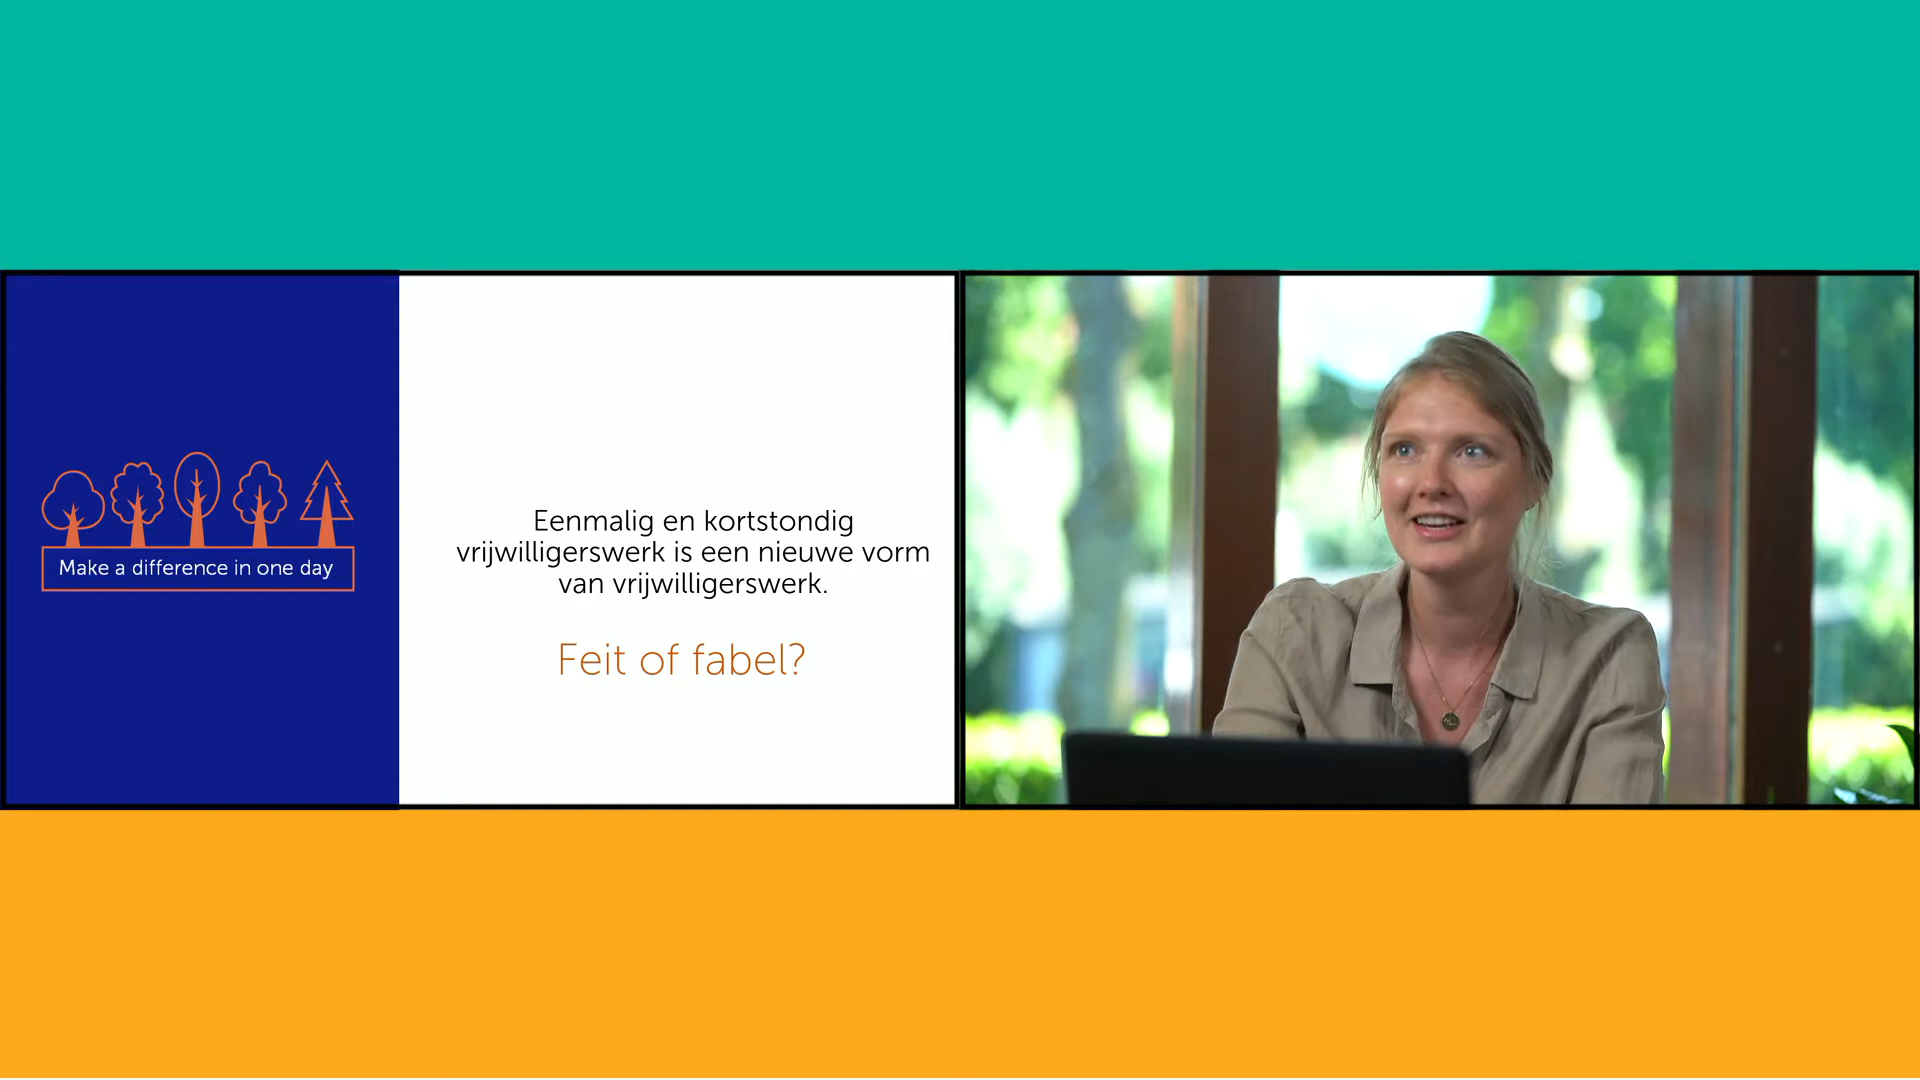 Make a difference in one day
Eenmalig en kortstondig
vrijwilligerswerk is een nieuwe vorm
van vrijwilligerswerk.
Feit of fabel?